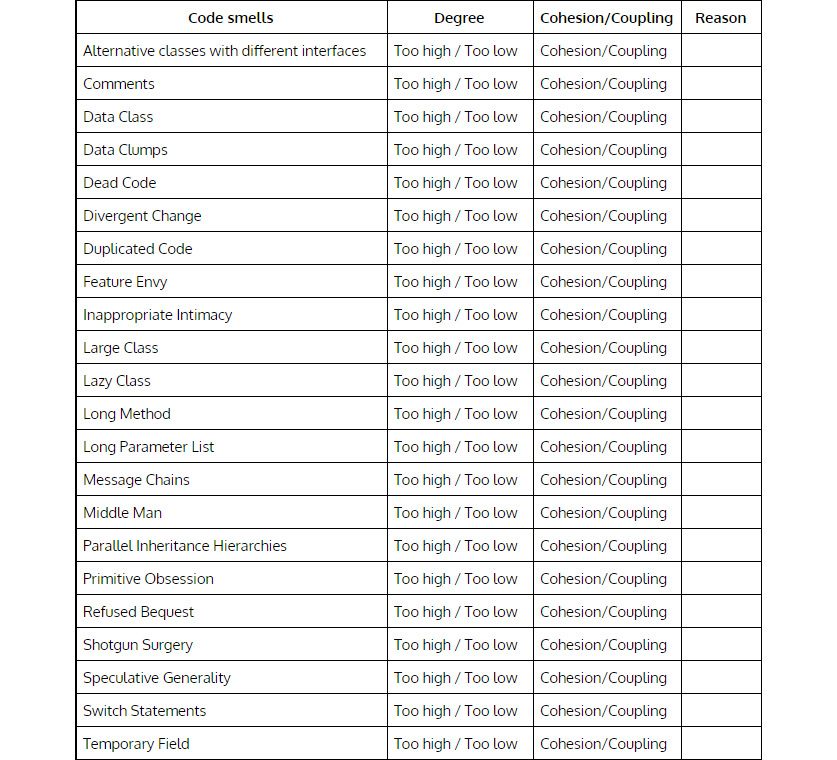 Code smells Degree Cohesion/Coupling Reason
Alternative classes with different interfaces Too high / Too low Cohesion/Coupling
Comments Too high / Too low Cohesion/Coupling
Data Class Too high / Too low Cohesion/Coupling
Data Clumps Too high / Too low Cohesion/Coupling
Dead Code Too high / Too low Cohesion/Coupling
Divergent Change Too high / Too low Cohesion/Coupling
Duplicated Code Too high / Too low Cohesion/Coupling
Feature Envy Too high / Too low Cohesion/Coupling
Inappropriate Intimacy Too high / Too low Cohesion/Coupling
Large Class Too high / Too low Cohesion/Coupling
Lazy Class Too high / Too low Cohesion/Coupling
Long Method Too high / Too low Cohesion/Coupling
Long Parameter List Too high / Too low Cohesion/Coupling
Message Chains Too high / Too low Cohesion/Coupling
Middle Man Too high / Too low Cohesion/Coupling
Parallel Inheritance Hierarchies Too high / Too low Cohesion/Coupling
Primitive Obsession Too high / Too low Cohesion/Coupling
Refused Bequest Too high / Too low Cohesion/Coupling
Shotgun Surgery Too high / Too low Cohesion/Coupling
Speculative Generality Too high / Too low Cohesion/Coupling
Switch Statements Too high / Too low Cohesion/Coupling
Temporary Field Too high / Too low Cohesion/Coupling